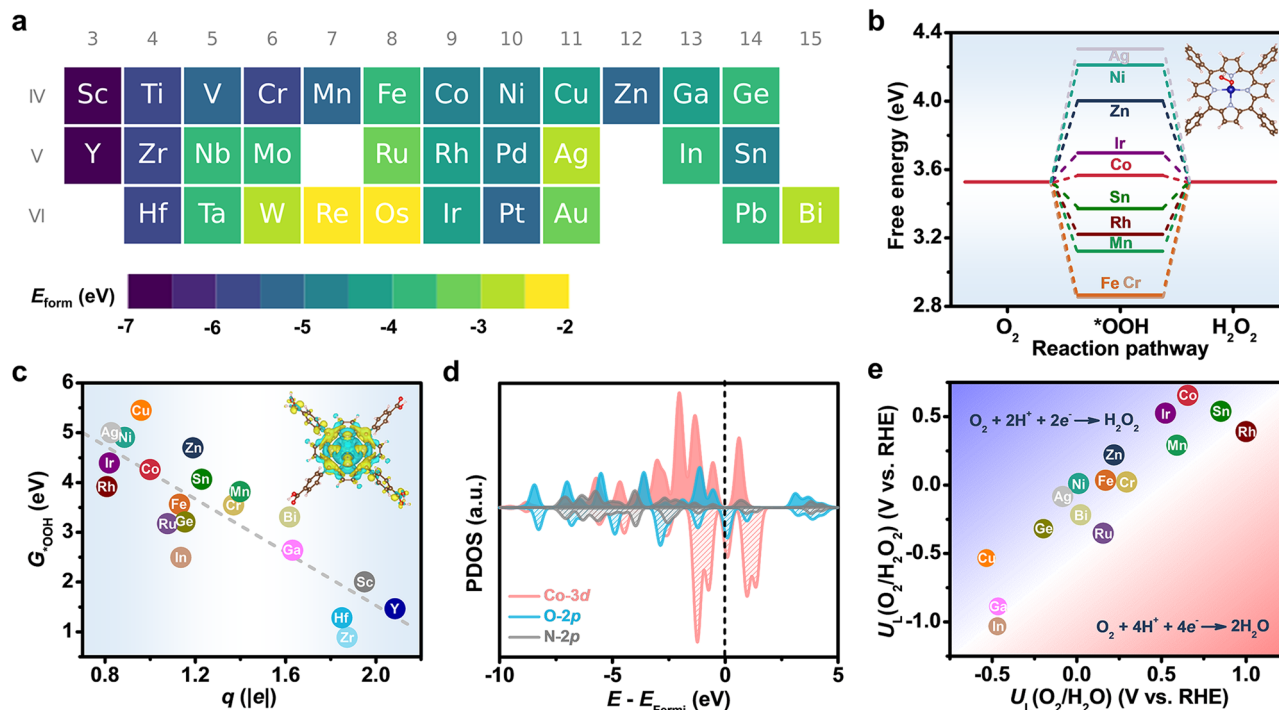 a
3 4 5 6 7 8 9 10 11 12 13 14 15
IV Sc Ti V Cr Mn Fe Co Ni Cu Zn Ga Ge
V Y Zr Nb Mo Ru Rh Pd Ag In Sn
VI Hf Ta W Re Os Ir Pt Au Pb Bi
E_form (eV)
-7 -6 -5 -4 -3 -2
b
Free energy (eV)
4.4
4.0
3.6
3.2
2.8
Ag
Ni
Zn
Ir
Co
Sn
Rh
Mn
Fe Cr
O₂ *OOH H₂O₂
Reaction pathway
c
G*OOH (eV)
6
5
4
3
2
1
Cu
Ag Ni
Zn
Ir
Co
Rh
Sn
Mn
Fe
Cr
Ru Ge
Bi
In
Ga
Sc
Hf
Y
Zr
0.8 1.2 1.6 2.0
q (|e|)
d
PDOS (a.u.)
Co-3d
O-2p
N-2p
-10 -5 0 5
E - E_Fermi (eV)
e
U_L(O₂/H₂O₂) (V vs. RHE)
0.5
0.0
-0.5
-1.0
O₂ + 2H⁺ + 2e⁻ → H₂O₂
Co
Ir
Sn
Rh
Mn
Zn
Ni
Fe
Cr
Ag
Bi
Ge
Ru
Cu
Ga
In
O₂ + 4H⁺ + 4e⁻ → 2H₂O
-0.5 0.0 0.5 1.0
U_L(O₂/H₂O) (V vs. RHE)